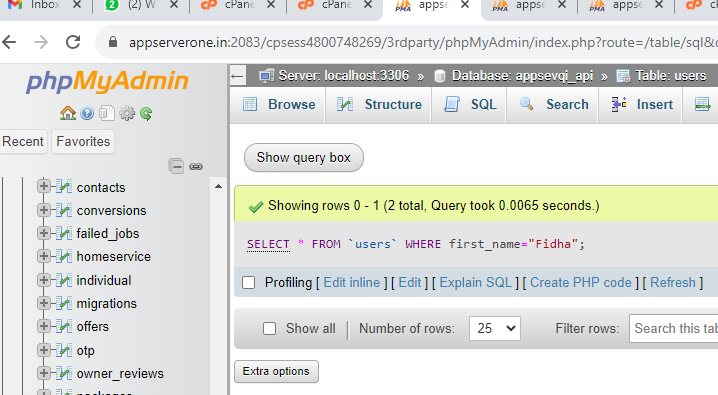 Inbox
2
(2) W
cPane
cPane
appse
appse
appse
cP
appserverone.in:2083/cpsess4800748269/3rdparty/phpMyAdmin/index.php?route=/table/sql&
phpMyAdmin
Recent Favorites
contacts
conversions
failed_jobs
homeservice
individual
migrations
offers
otp
owner_reviews
packages
Server: localhost:3306 » Database: appsevqi_api » Table: users
Browse Structure SQL Search Insert
Show query box
Showing rows 0 - 1 (2 total, Query took 0.0065 seconds.)
SELECT * FROM `users` WHERE first_name="Fidha";
Profiling [ Edit inline ] [ Edit ] [ Explain SQL ] [ Create PHP code ] [ Refresh ]
Show all Number of rows: 25 Filter rows: Search this tab
Extra options